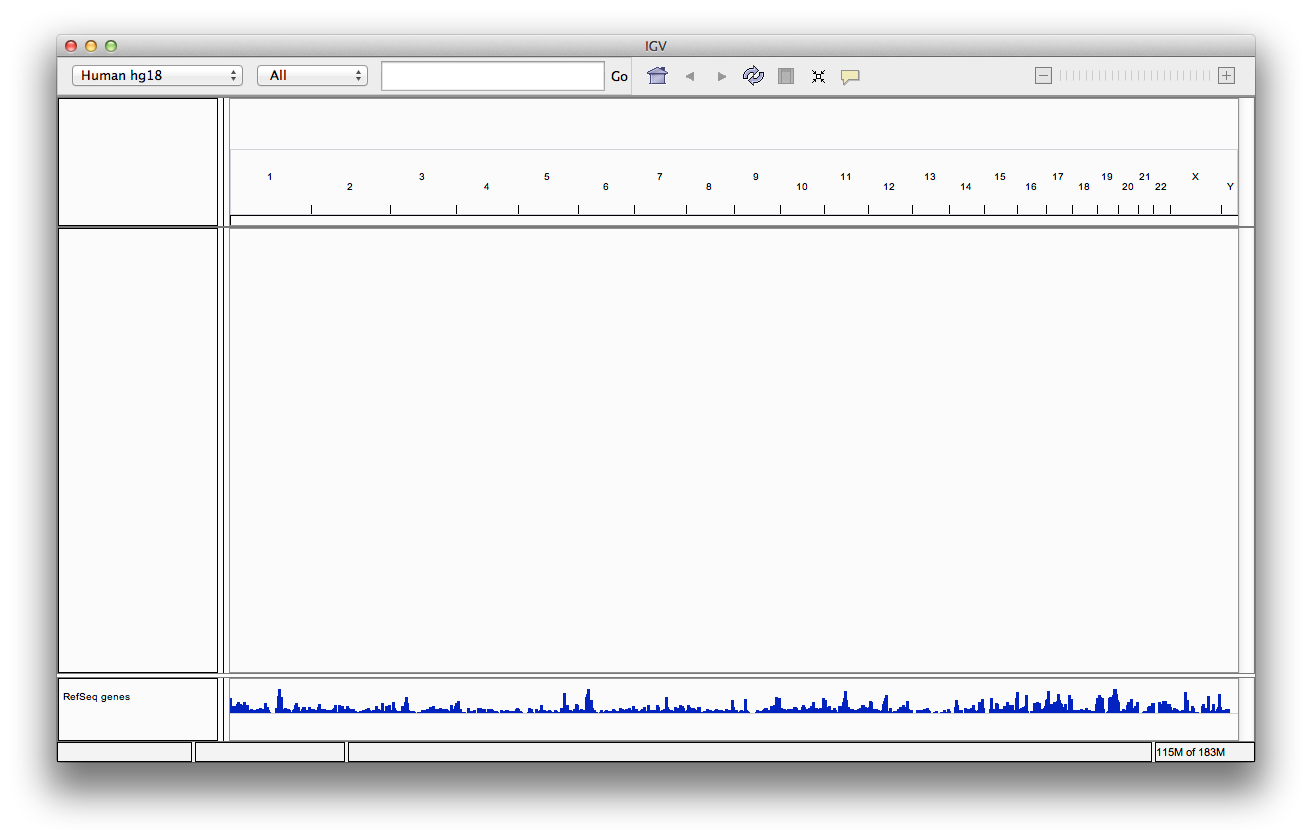 IGV
Human hg18 All Go
1 3 5 7 9 11 13 15 17 19 21 X
2 4 6 8 10 12 14 16 18 20 22 Y
RefSeq genes
115M of 183M